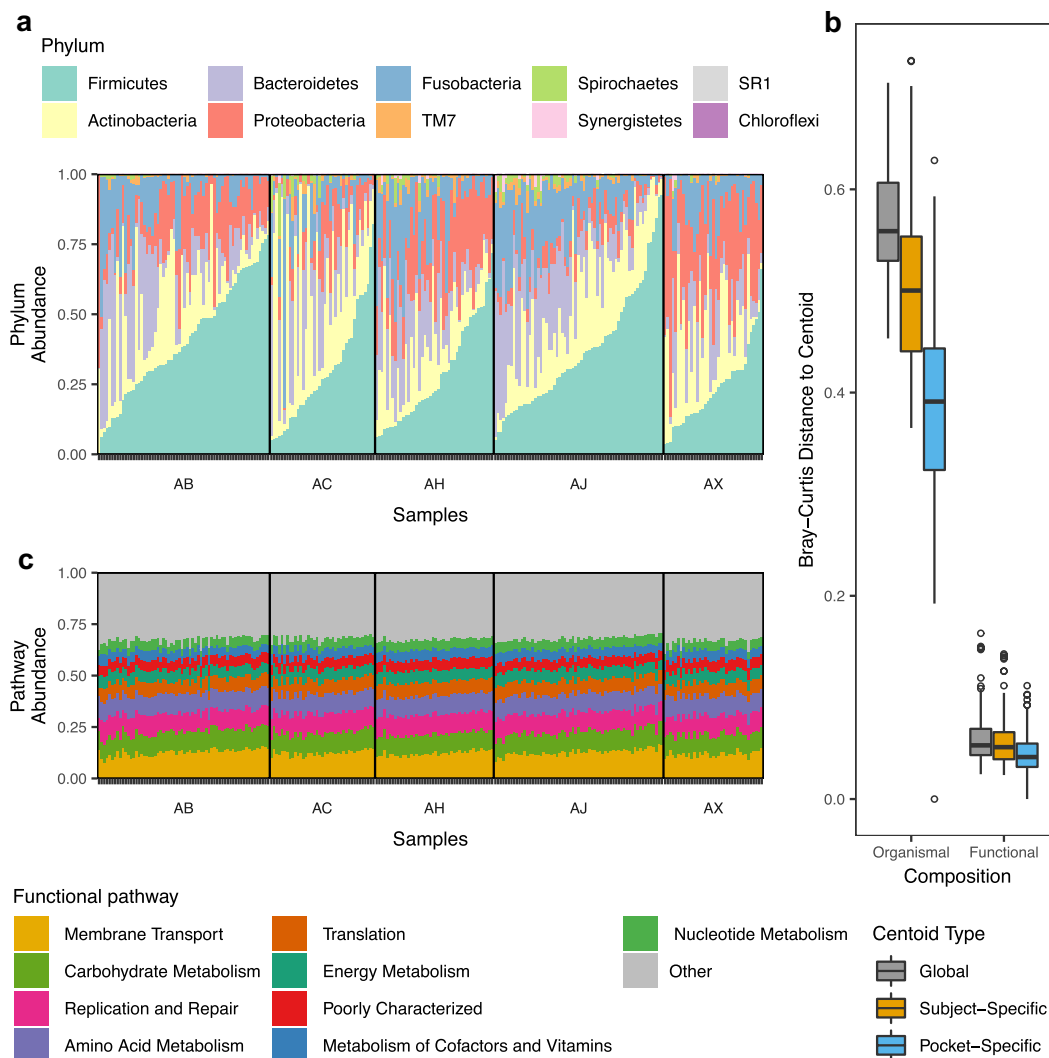 a
Phylum
Firmicutes
Bacteroidetes
Fusobacteria
Spirochaetes
SR1
Actinobacteria
Proteobacteria
TM7
Synergistetes
Chloroflexi
Phylum
Abundance
1.00
0.75
0.50
0.25
0.00
AB
AC
AH
AJ
AX
Samples
b
Bray−Curtis Distance to Centoid
0.6
0.4
0.2
0.0
Organismal
Functional
Composition
c
Pathway
Abundance
1.00
0.75
0.50
0.25
0.00
AB
AC
AH
AJ
AX
Samples
Functional pathway
Membrane Transport
Translation
Nucleotide Metabolism
Carbohydrate Metabolism
Energy Metabolism
Other
Replication and Repair
Poorly Characterized
Amino Acid Metabolism
Metabolism of Cofactors and Vitamins
Centoid Type
Global
Subject−Specific
Pocket−Specific